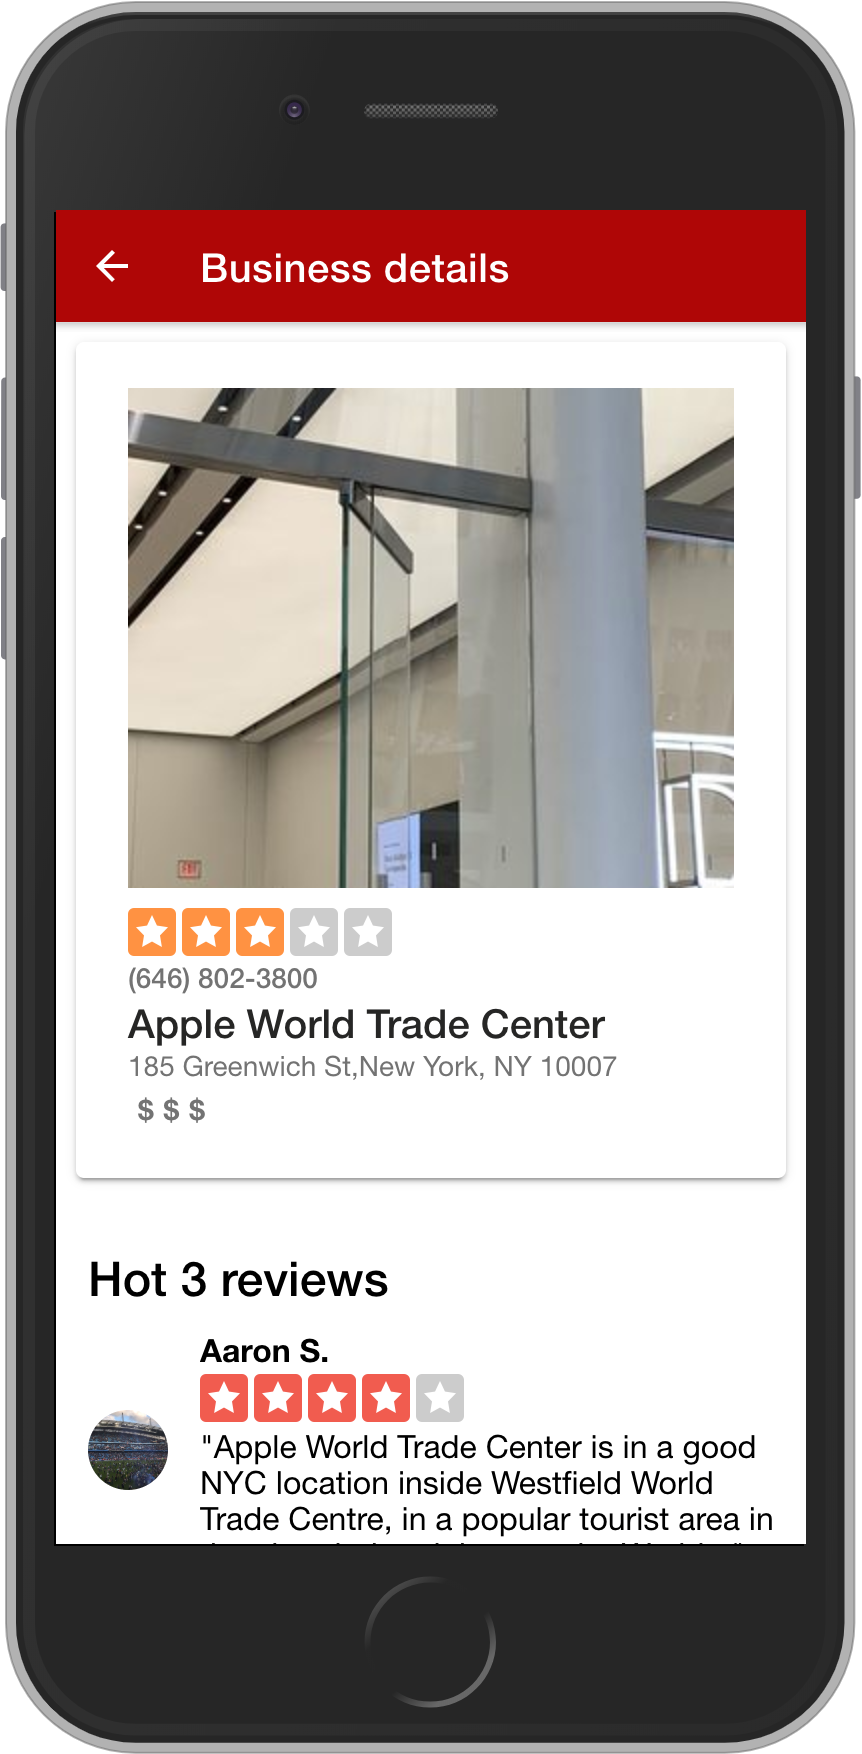 Business details
EXIT
(646) 802-3800
Apple World Trade Center
185 Greenwich St,New York, NY 10007
$ $ $
Hot 3 reviews
Aaron S.
"Apple World Trade Center is in a good
NYC location inside Westfield World
Trade Centre, in a popular tourist area in